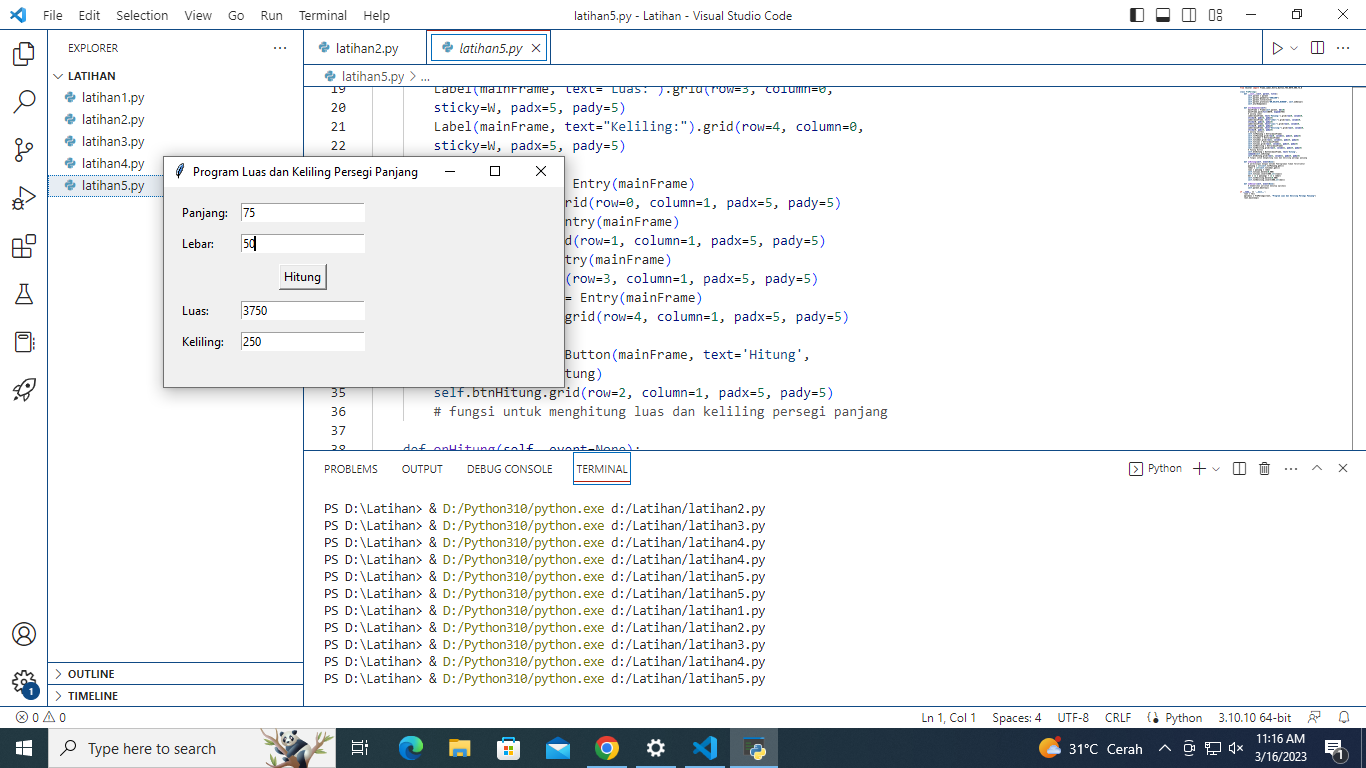 File Edit Selection View Go Run Terminal Help
latihan5.py - Latihan - Visual Studio Code
EXPLORER
LATIHAN
latihan1.py
latihan2.py
latihan3.py
latihan4.py
latihan5.py
OUTLINE
TIMELINE
latihan2.py
latihan5.py
latihan5.py > ...
19 Label(mainFrame, text="Luas:").grid(row=3, column=0,
20 sticky=W, padx=5, pady=5)
21 Label(mainFrame, text="Keliling:").grid(row=4, column=0,
22 sticky=W, padx=5, pady=5)
Entry(mainFrame)
rid(row=0, column=1, padx=5, pady=5)
ntry(mainFrame)
d(row=1, column=1, padx=5, pady=5)
try(mainFrame)
(row=3, column=1, padx=5, pady=5)
= Entry(mainFrame)
grid(row=4, column=1, padx=5, pady=5)
Button(mainFrame, text='Hitung',
tung)
35 self.btnHitung.grid(row=2, column=1, padx=5, pady=5)
36 # fungsi untuk menghitung luas dan keliling persegi panjang
37
38 def onHitung(self, event=None):
Program Luas dan Keliling Persegi Panjang
Panjang: 75
Lebar: 50
Hitung
Luas: 3750
Keliling: 250
PROBLEMS OUTPUT DEBUG CONSOLE TERMINAL
Python
PS D:\Latihan> & D:/Python310/python.exe d:/Latihan/latihan2.py
PS D:\Latihan> & D:/Python310/python.exe d:/Latihan/latihan3.py
PS D:\Latihan> & D:/Python310/python.exe d:/Latihan/latihan4.py
PS D:\Latihan> & D:/Python310/python.exe d:/Latihan/latihan4.py
PS D:\Latihan> & D:/Python310/python.exe d:/Latihan/latihan5.py
PS D:\Latihan> & D:/Python310/python.exe d:/Latihan/latihan5.py
PS D:\Latihan> & D:/Python310/python.exe d:/Latihan/latihan1.py
PS D:\Latihan> & D:/Python310/python.exe d:/Latihan/latihan2.py
PS D:\Latihan> & D:/Python310/python.exe d:/Latihan/latihan3.py
PS D:\Latihan> & D:/Python310/python.exe d:/Latihan/latihan4.py
PS D:\Latihan> & D:/Python310/python.exe d:/Latihan/latihan5.py
1
0 0
Ln 1, Col 1 Spaces: 4 UTF-8 CRLF Python 3.10.10 64-bit
Type here to search
31°C Cerah
11:16 AM
3/16/2023
1